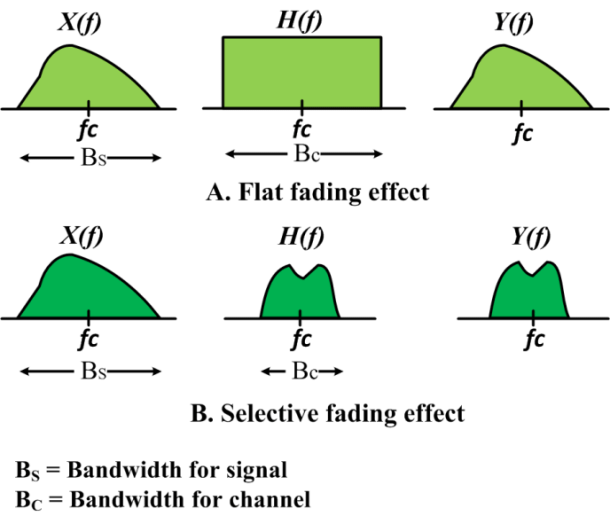 X(f) H(f) Y(f)
fc fc fc
Bs Bc
A. Flat fading effect
X(f) H(f) Y(f)
fc fc fc
Bs Bc
B. Selective fading effect
BS = Bandwidth for signal
BC = Bandwidth for channel